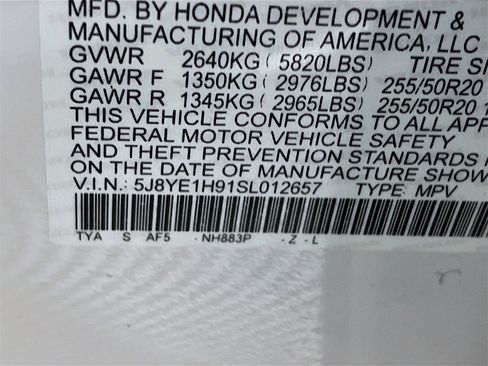 MFD. BY HONDA DEVELOPMENT &
MANUFACTURING OF AMERICA, LLC
GVWR 2640KG ( 5820LBS) TIRE
GAWR F 1350KG ( 2976LBS) 255/50R20
GAWR R 1345KG ( 2965LBS) 255/50R20
THIS VEHICLE CONFORMS TO ALL
FEDERAL MOTOR VEHICLE SAFETY
AND THEFT PREVENTION STANDARDS
ON THE DATE OF MANUFACTURE SHOW
V.I.N.: 5J8YE1H91SL012657 TYPE: MPV
TYA S AF5 - NH883P - Z - L